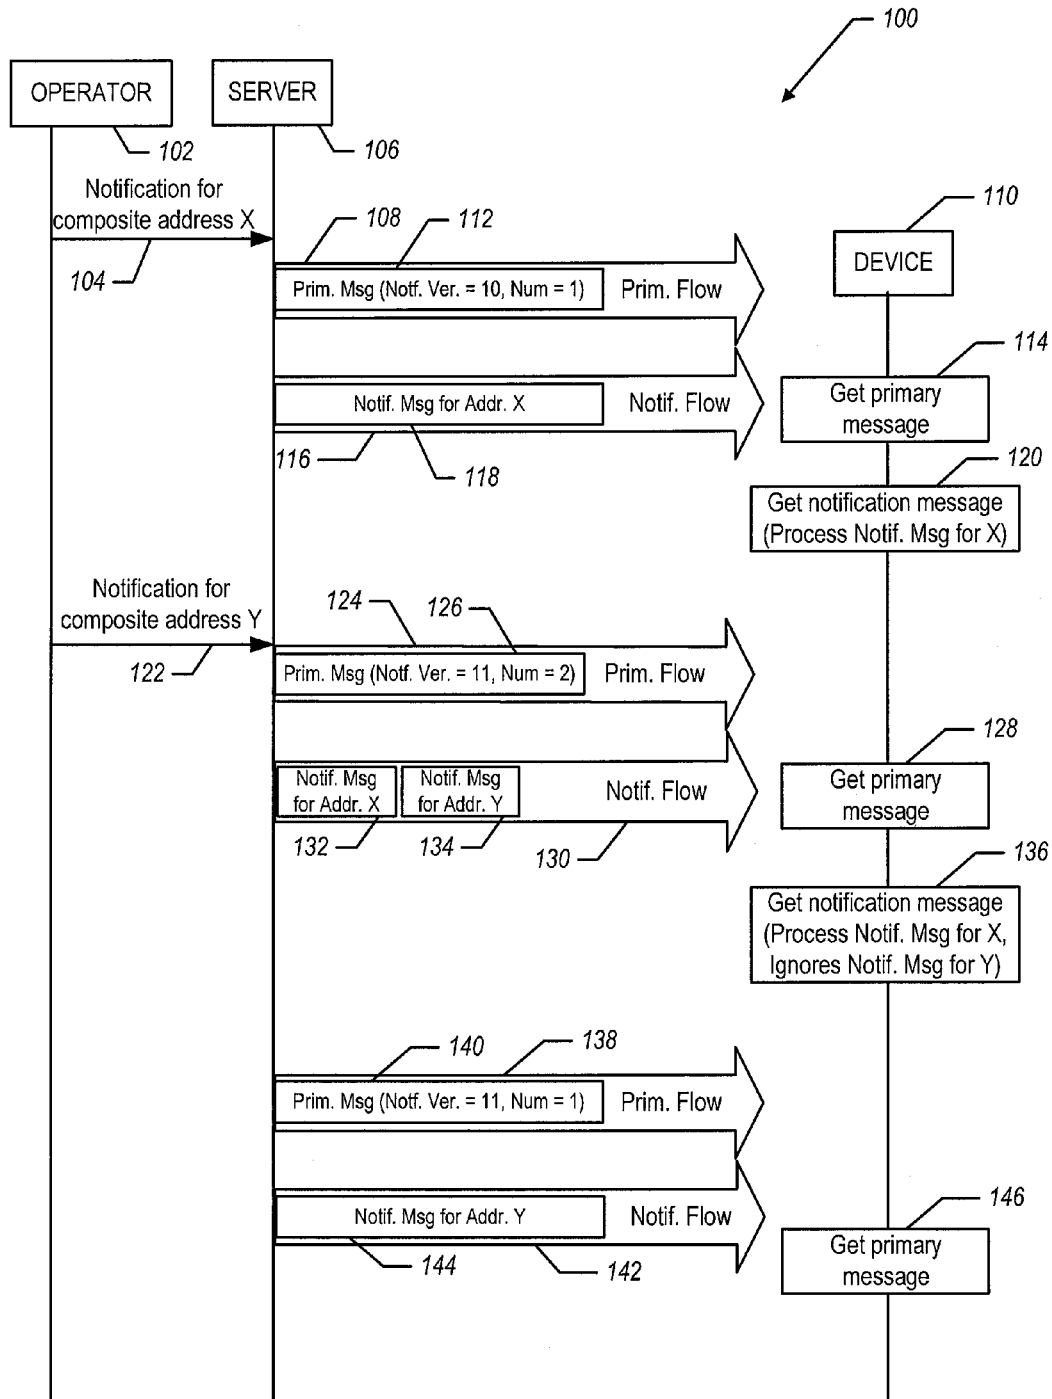 100
OPERATOR
SERVER
102
106
Notification for
composite address X
104
108
112
110
DEVICE
Prim. Msg (Notf. Ver. = 10, Num = 1)
Prim. Flow
114
Get primary
message
Notif. Msg for Addr. X
Notif. Flow
116
118
120
Get notification message
(Process Notif. Msg for X)
Notification for
composite address Y
122
124
126
Prim. Msg (Notf. Ver. = 11, Num = 2)
Prim. Flow
128
Get primary
message
Notif. Msg
for Addr. X
Notif. Msg
for Addr. Y
Notif. Flow
132
134
130
136
Get notification message
(Process Notif. Msg for X,
Ignores Notif. Msg for Y)
140
138
Prim. Msg (Notf. Ver. = 11, Num = 1)
Prim. Flow
146
Notif. Msg for Addr. Y
Notif. Flow
Get primary
message
144
142